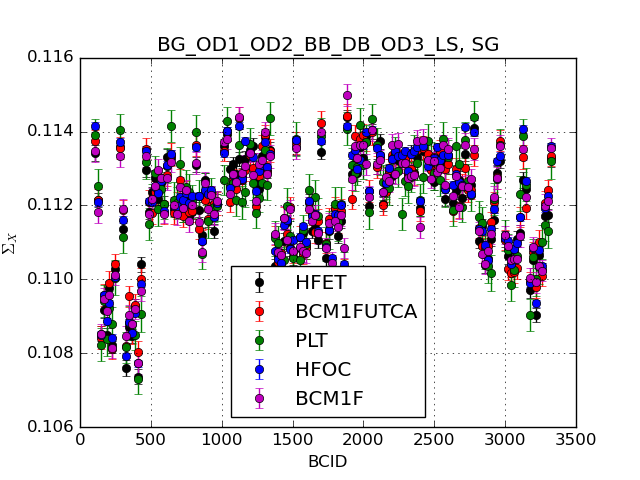 BG_OD1_OD2_BB_DB_OD3_LS, SG
0.116
0.114
0.112
0.110
0.108
0.106
Σ_X
HFET
BCM1FUTCA
PLT
HFOC
BCM1F
0 500 1000 1500 2000 2500 3000 3500
BCID